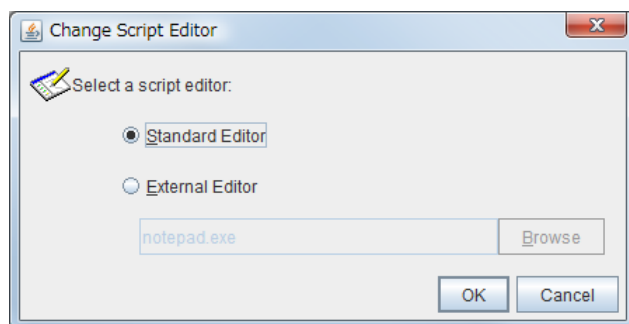 Change Script Editor
Select a script editor:
Standard Editor
External Editor
notepad.exe
Browse
OK
Cancel